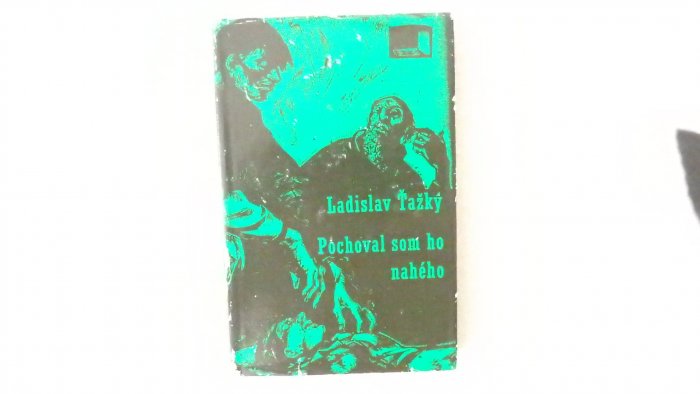 Ladislav Ťažký
Pochoval som ho
nahého